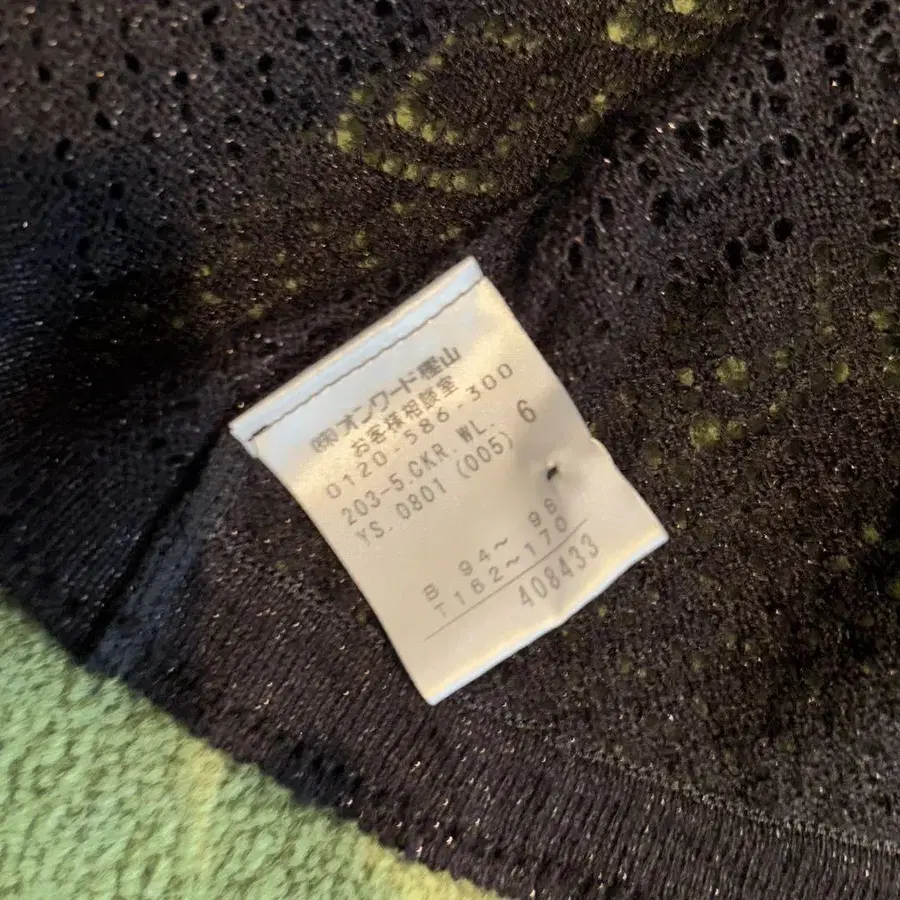 ㈱オンワード樫山
お客様相談室
0120-586-300
203-5.CKR.WL. 6
YS.0801 (005)
B 94～ 98
T162～170
408433